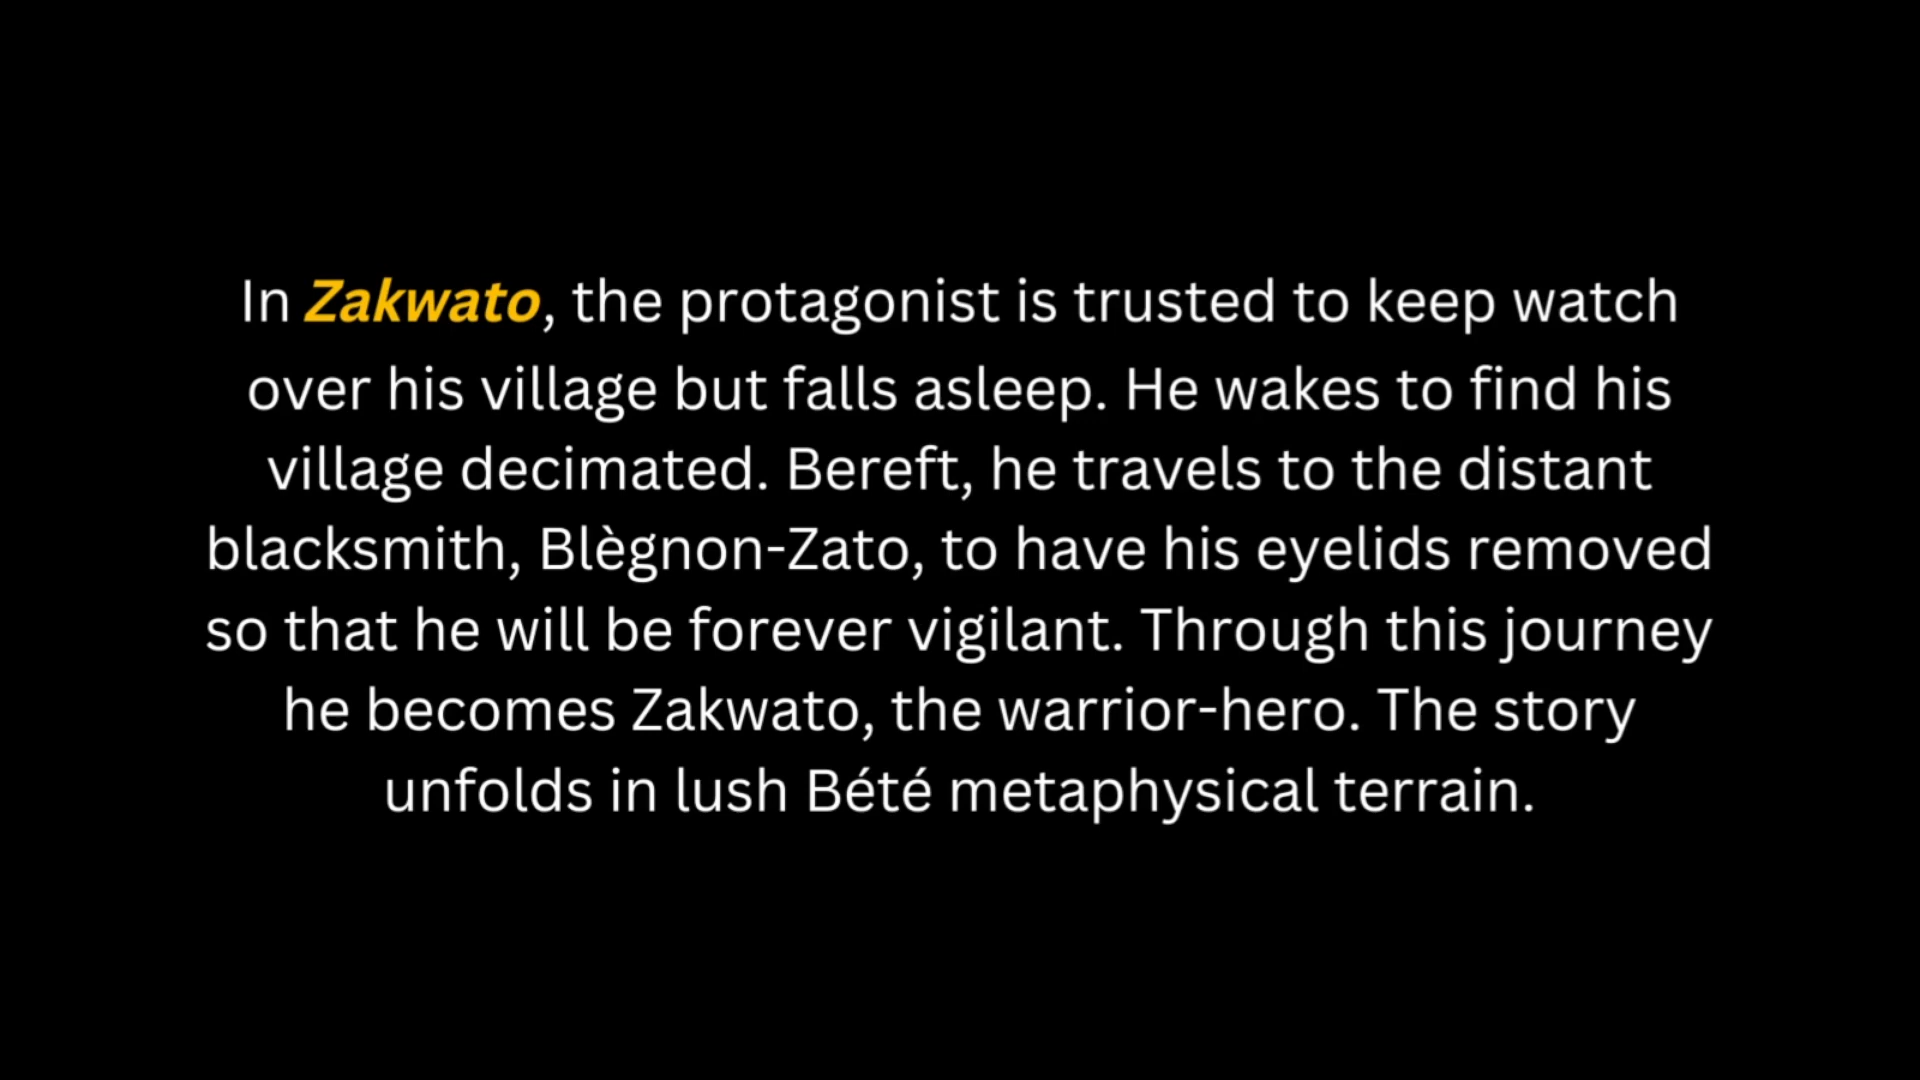 In Zakwato, the protagonist is trusted to keep watch
over his village but falls asleep. He wakes to find his
village decimated. Bereft, he travels to the distant
blacksmith, Blègnon-Zato, to have his eyelids removed
so that he will be forever vigilant. Through this journey
he becomes Zakwato, the warrior-hero. The story
unfolds in lush Bété metaphysical terrain.